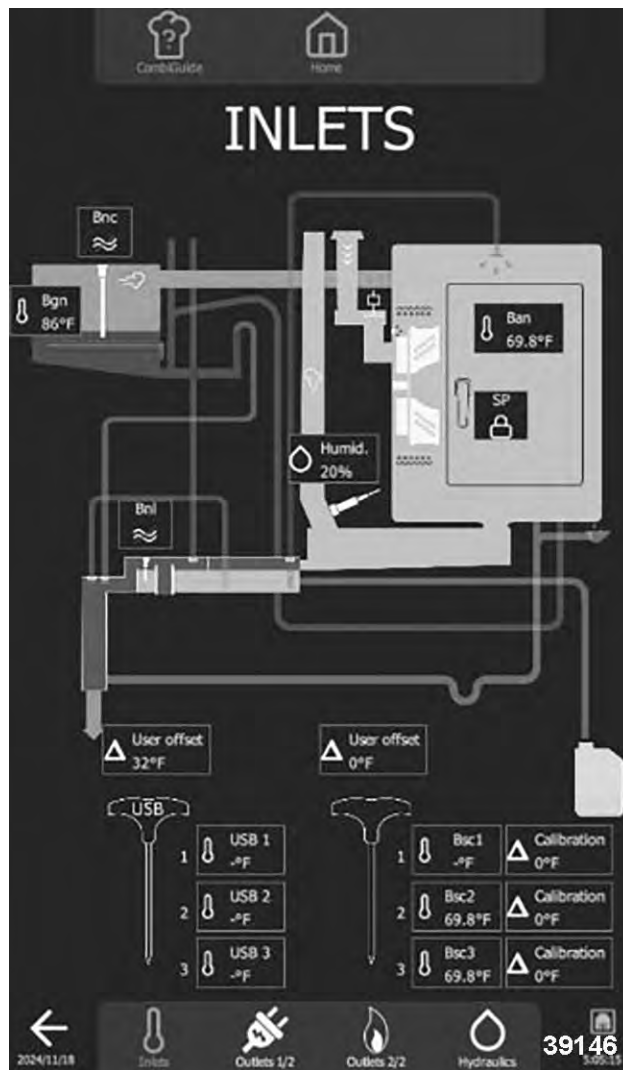 CombiGuide
Home
INLETS
Bnc
Bgn
86°F
Ban
69.8°F
SP
Humid.
20%
Bnl
User offset
32°F
User offset
0°F
USB
1
USB 1
-°F
2
USB 2
-°F
3
USB 3
-°F
1
Bsc1
-°F
Calibration
0°F
2
Bsc2
69.8°F
Calibration
0°F
3
Bsc3
69.8°F
Calibration
0°F
Inlets
Outlets 1/2
Outlets 2/2
Hydraulics
39146
2024/11/18
5:05:15